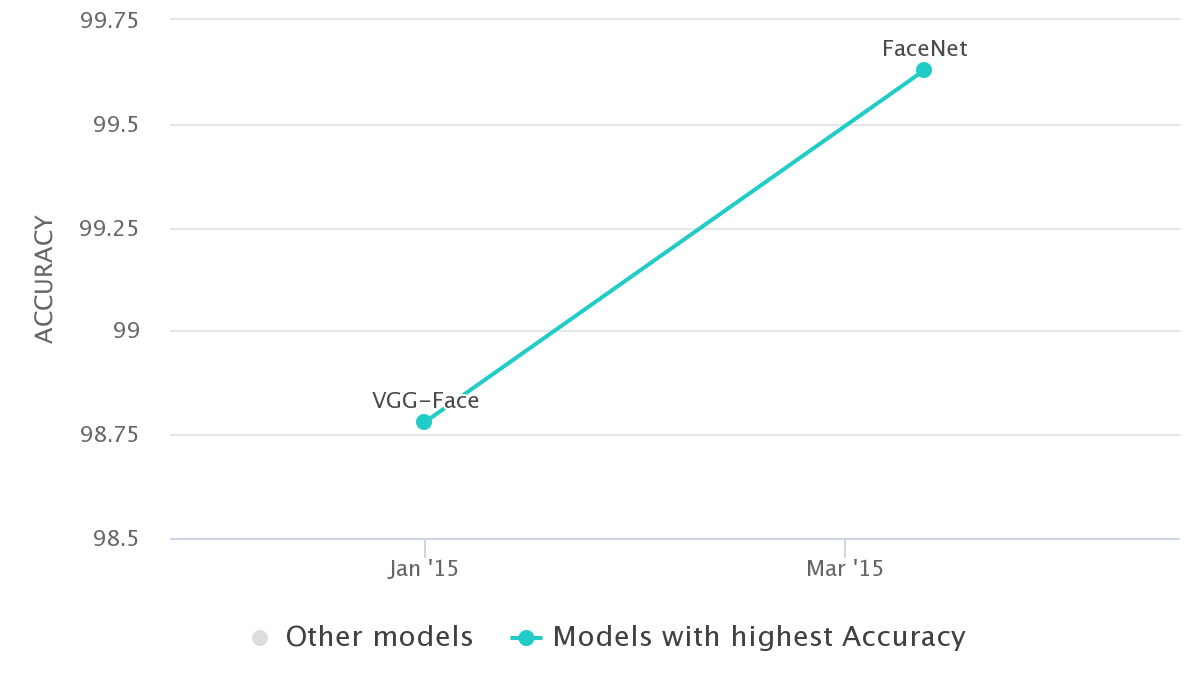 99.75
99.5
99.25
99
98.75
98.5
ACCURACY
FaceNet
VGG–Face
Jan '15
Mar '15
Other models
Models with highest Accuracy